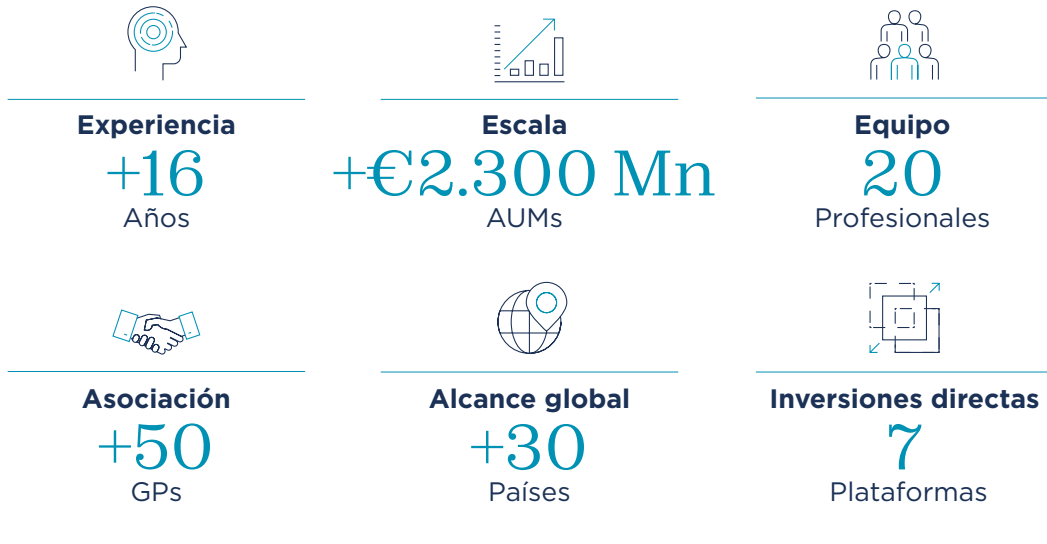 Experiencia
+16
Años
Escala
+€2.300 Mn
AUMs
Equipo
20
Profesionales
Asociación
+50
GPs
Alcance global
+30
Países
Inversiones directas
7
Plataformas